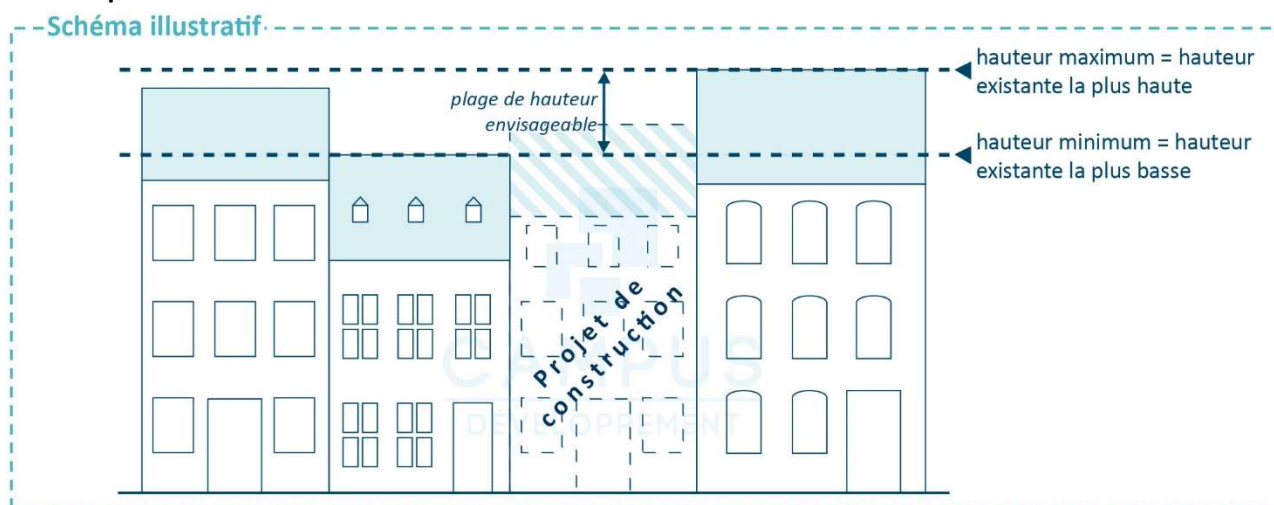 Schéma illustratif
hauteur maximum = hauteur
existante la plus haute
plage de hauteur
envisageable
hauteur minimum = hauteur
existante la plus basse
Projet de
construction
CAMPUS
DÉVELOPPEMENT